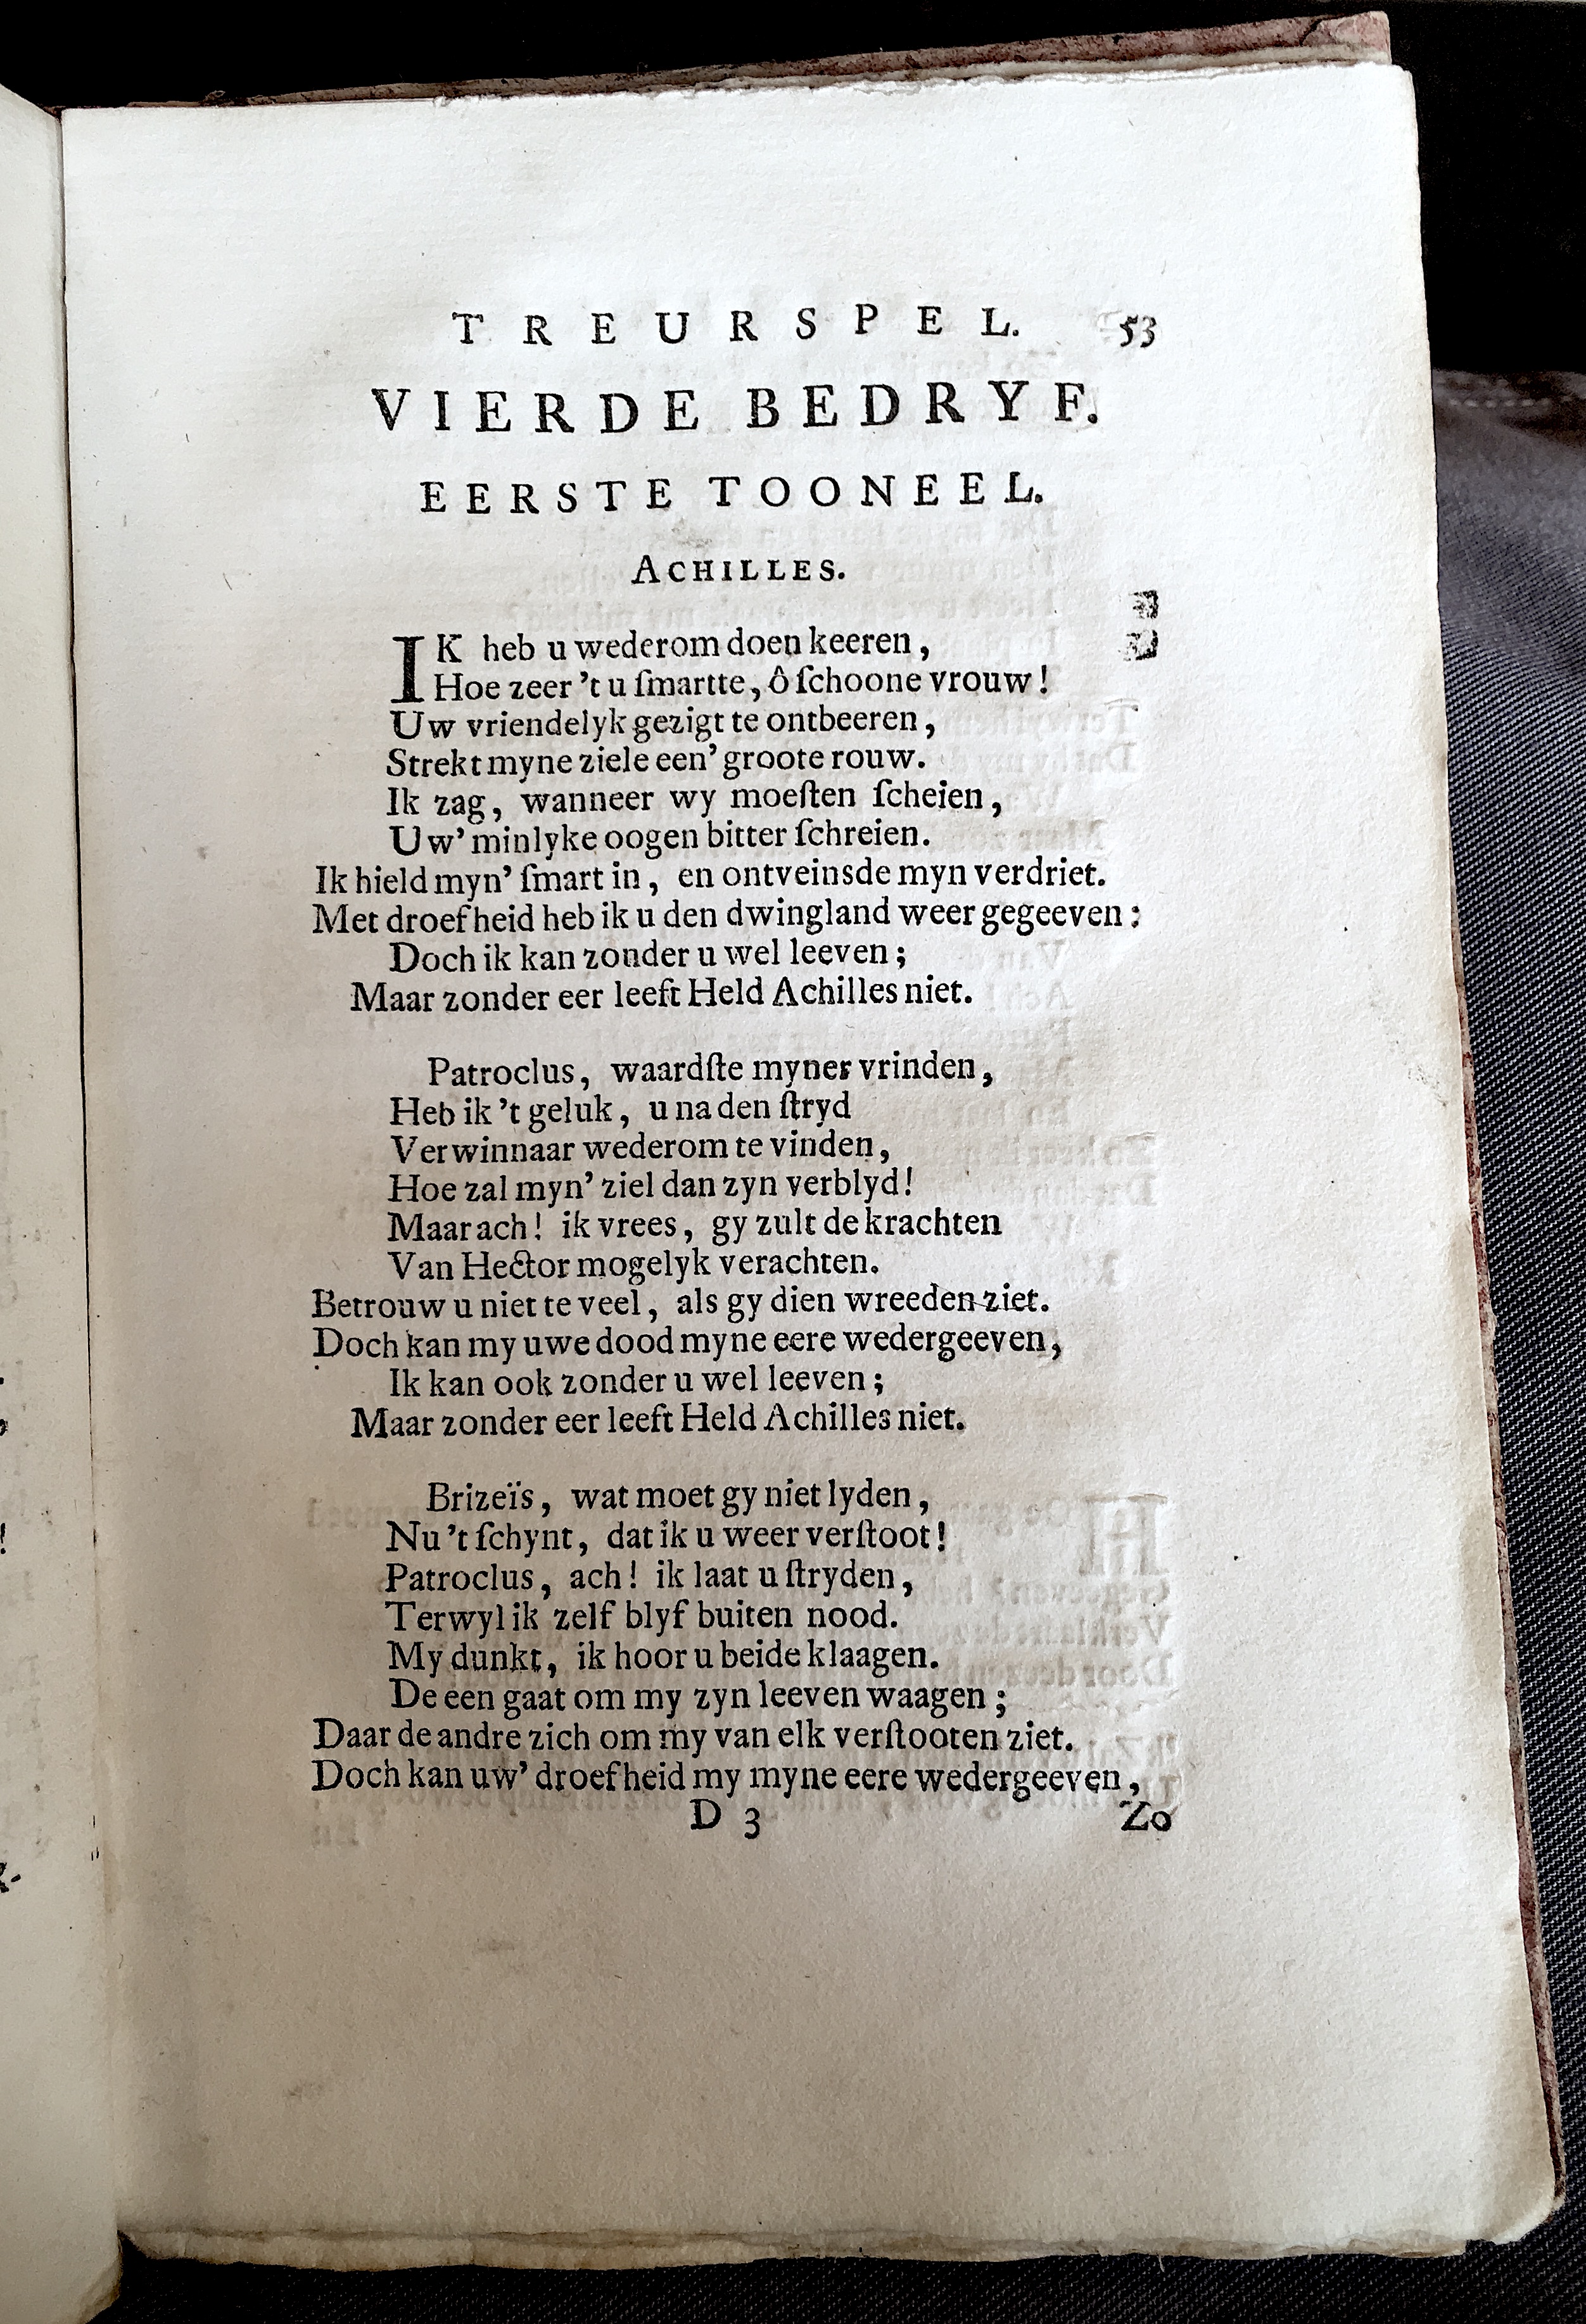 TREURSPEL. 53
VIERDE BEDRYF.
EERSTE TOONEEL.
ACHILLES.
IK heb u wederom doen keeren,
Hoe zeer 't u ſmartte, ô ſchoone vrouw!
Uw vriendelyk gezigt te ontbeeren,
Strekt myne ziele een' groote rouw.
Ik zag, wanneer wy moeſten ſcheien,
Uw' minlyke oogen bitter ſchreien.
Ik hield myn' ſmart in, en ontveinsde myn verdriet.
Met droefheid heb ik u den dwingland weer gegeeven:
Doch ik kan zonder u wel leeven;
Maar zonder eer leeft Held Achilles niet.
Patroclus, waardſte myner vrinden,
Heb ik 't geluk, u na den ſtryd
Verwinnaar wederom te vinden,
Hoe zal myn' ziel dan zyn verblyd!
Maar ach! ik vrees, gy zult de krachten
Van Hector mogelyk verachten.
Betrouw u niet te veel, als gy dien wreeden ziet.
Doch kan my uwe dood myne eere wedergeeven,
Ik kan ook zonder u wel leeven;
Maar zonder eer leeft Held Achilles niet.
Brizeïs, wat moet gy niet lyden,
Nu 't ſchynt, dat ik u weer verſtoot!
Patroclus, ach! ik laat u ſtryden,
Terwyl ik zelf blyf buiten nood.
My dunkt, ik hoor u beide klaagen.
De een gaat om my zyn leeven waagen;
Daar de andre zich om my van elk verſtooten ziet.
Doch kan uw' droefheid my myne eere wedergeeven,
D 3 Zo